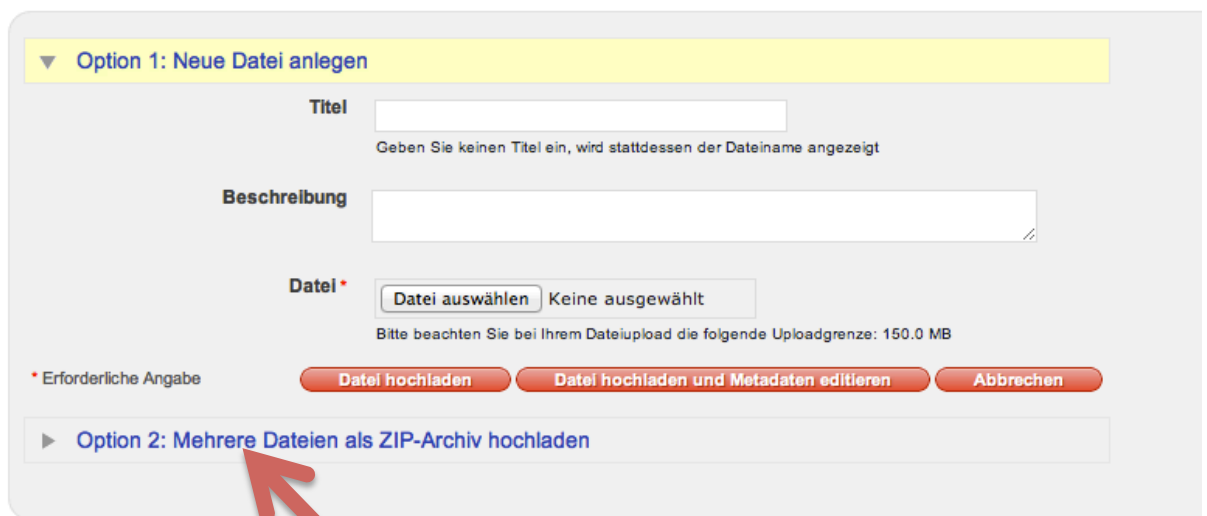 Option 1: Neue Datei anlegen
Titel
Geben Sie keinen Titel ein, wird stattdessen der Dateiname angezeigt
Beschreibung
Datei *
Datei auswählen Keine ausgewählt
Bitte beachten Sie bei Ihrem Dateiupload die folgende Uploadgrenze: 150.0 MB
* Erforderliche Angabe Datei hochladen Datei hochladen und Metadaten editieren Abbrechen
Option 2: Mehrere Dateien als ZIP-Archiv hochladen